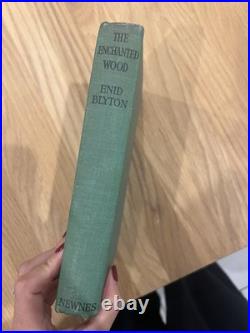 THE
ENCHANTED
WOOD
ENID
BLYTON
NEWNES